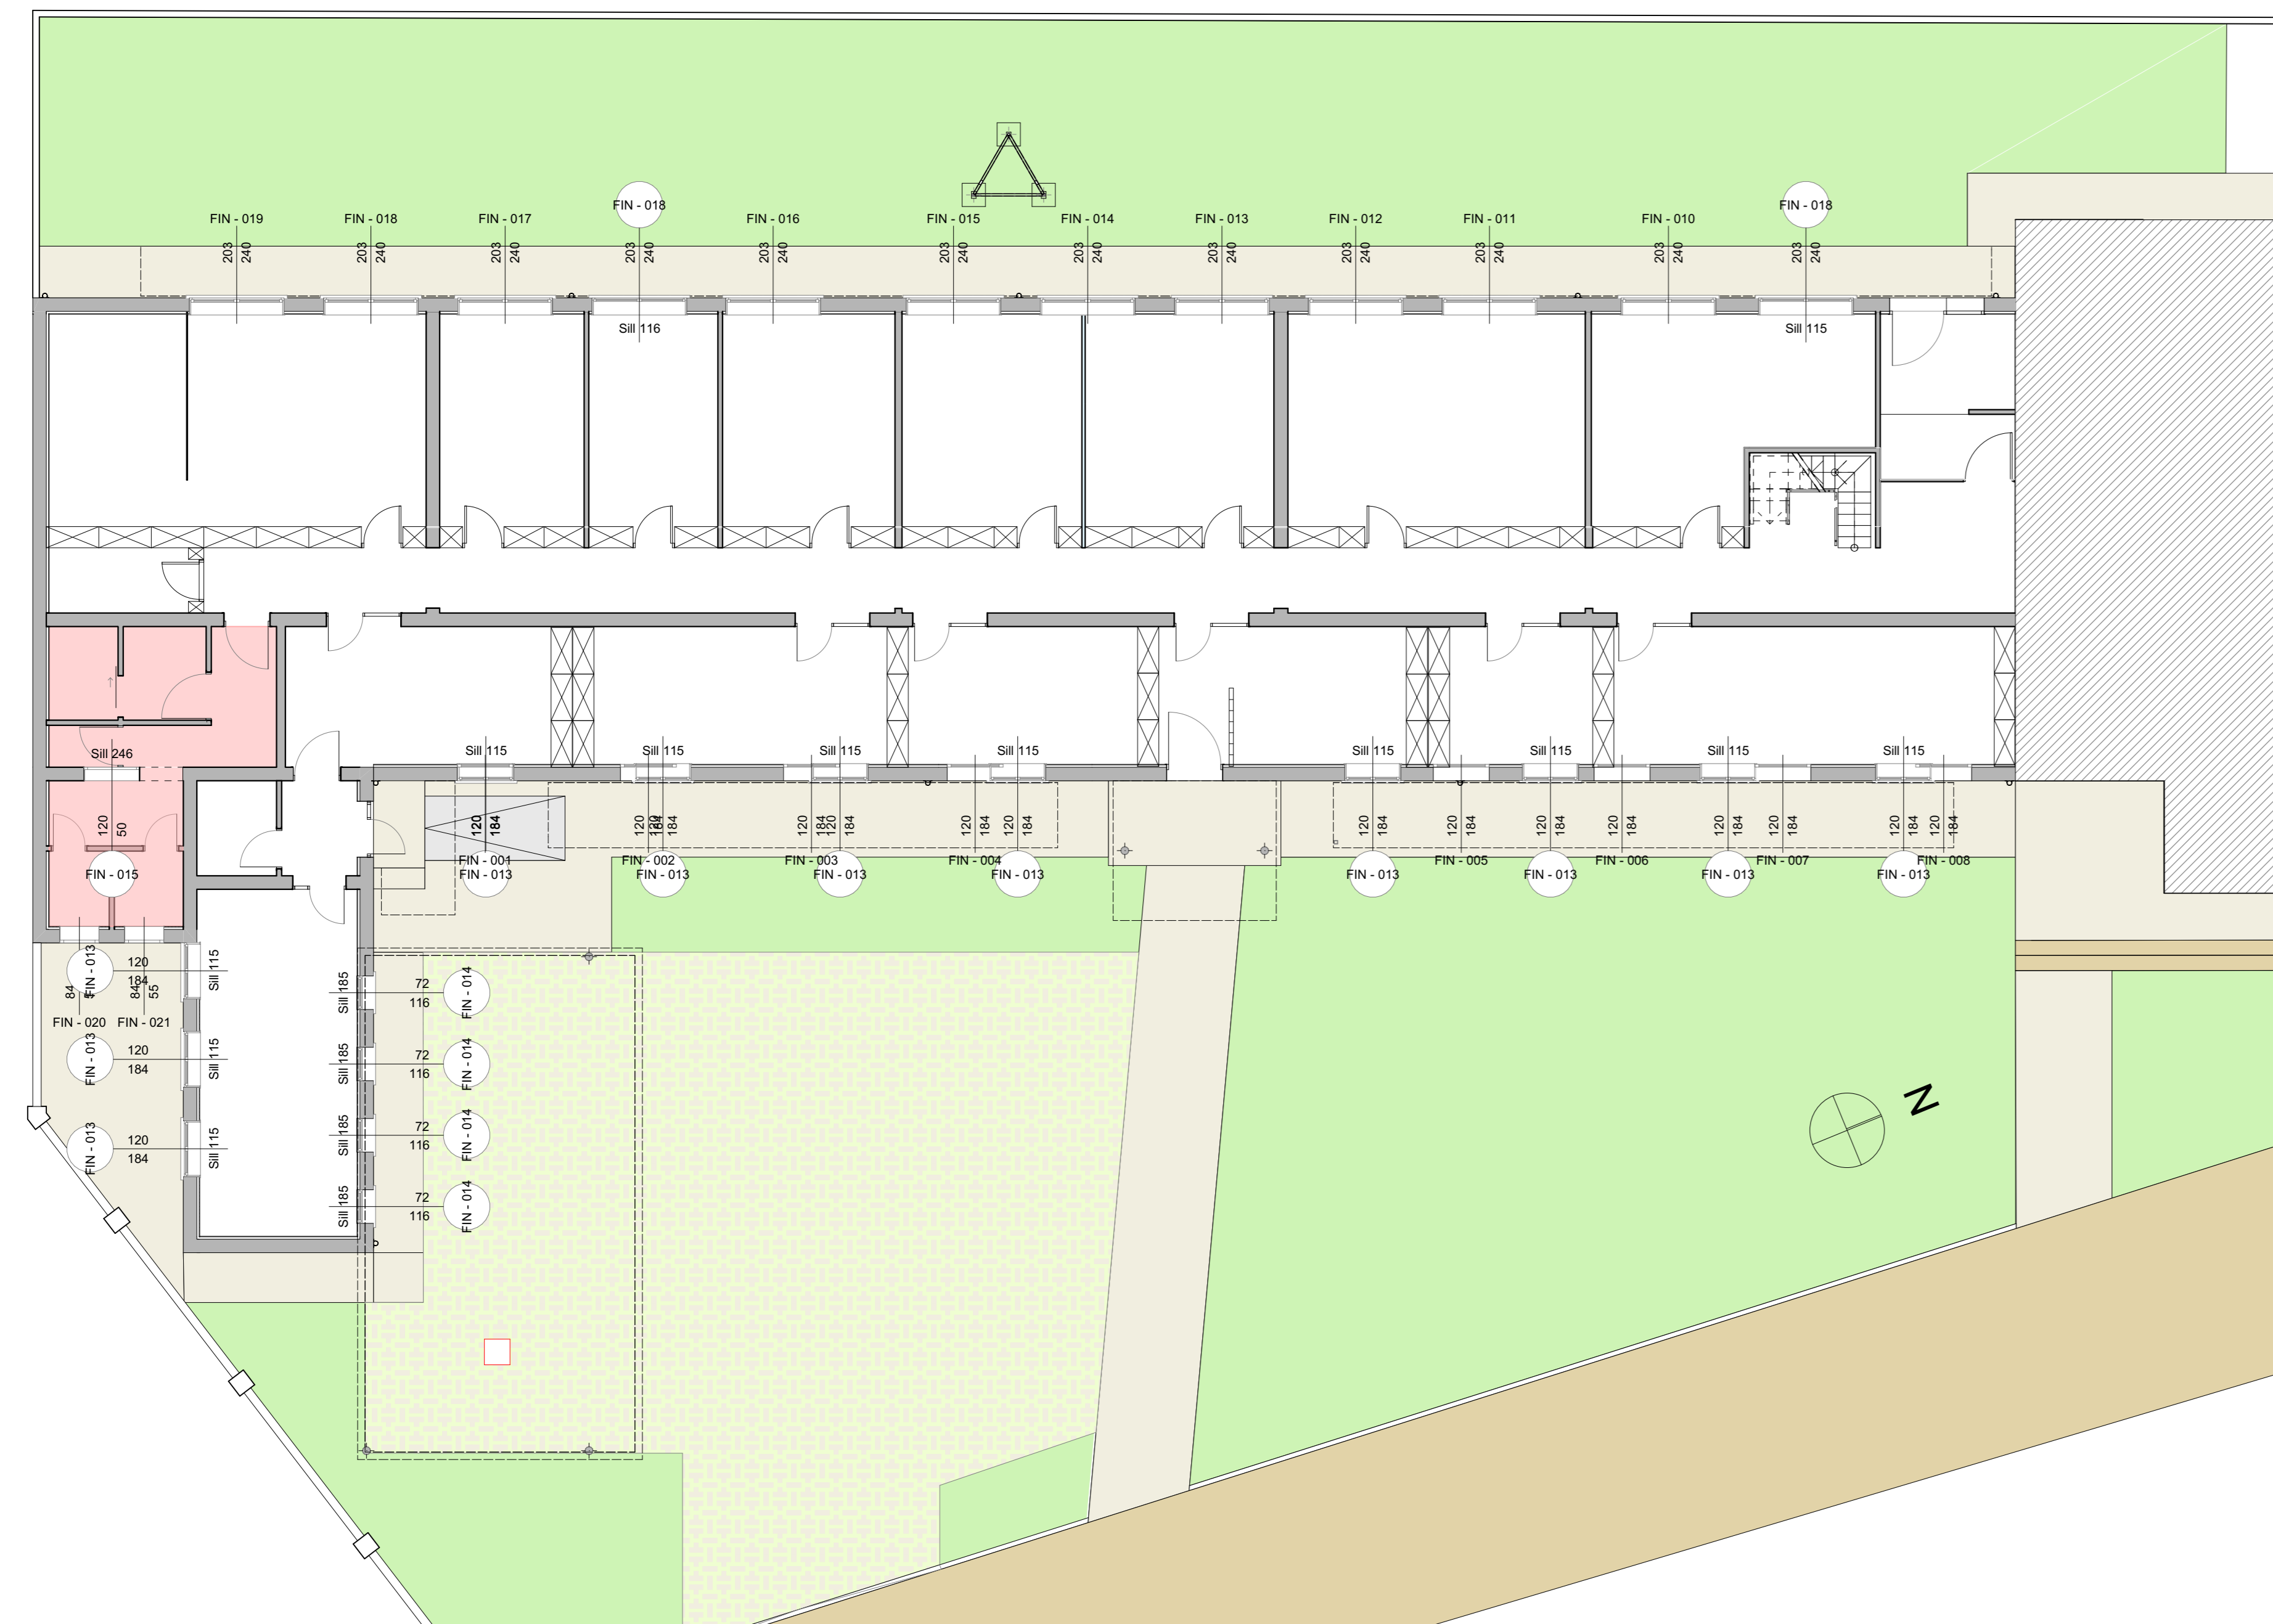 FIN - 018
FIN - 018
FIN - 019
FIN - 018
FIN - 017
FIN - 016
FIN - 015
FIN - 014
FIN - 013
FIN - 012
FIN - 011
FIN - 010
203
240
203
240
203
240
203
240
203
240
203
240
203
240
203
240
203
240
203
240
203
240
203
240
Sill 116
Sill 115
Sill 246
Sill 115
Sill 115
Sill 115
Sill 115
Sill 115
Sill 115
Sill 115
Sill 115
120
50
120
184
120
184
120
184
120
184
120
184
120
184
120
184
120
184
120
184
120
184
120
184
120
184
120
184
120
184
FIN - 001
FIN - 002
FIN - 003
FIN - 004
FIN - 005
FIN - 006
FIN - 007
FIN - 008
FIN - 015
FIN - 013
FIN - 013
FIN - 013
FIN - 013
FIN - 013
FIN - 013
FIN - 013
FIN - 013
FIN - 013
120
184
Sill 115
84
84
55
FIN - 020
FIN - 021
Sill 185
72
116
FIN - 014
FIN - 013
120
184
Sill 115
Sill 185
72
116
FIN - 014
FIN - 013
120
184
Sill 115
Sill 185
72
116
FIN - 014
Sill 185
72
116
FIN - 014
N